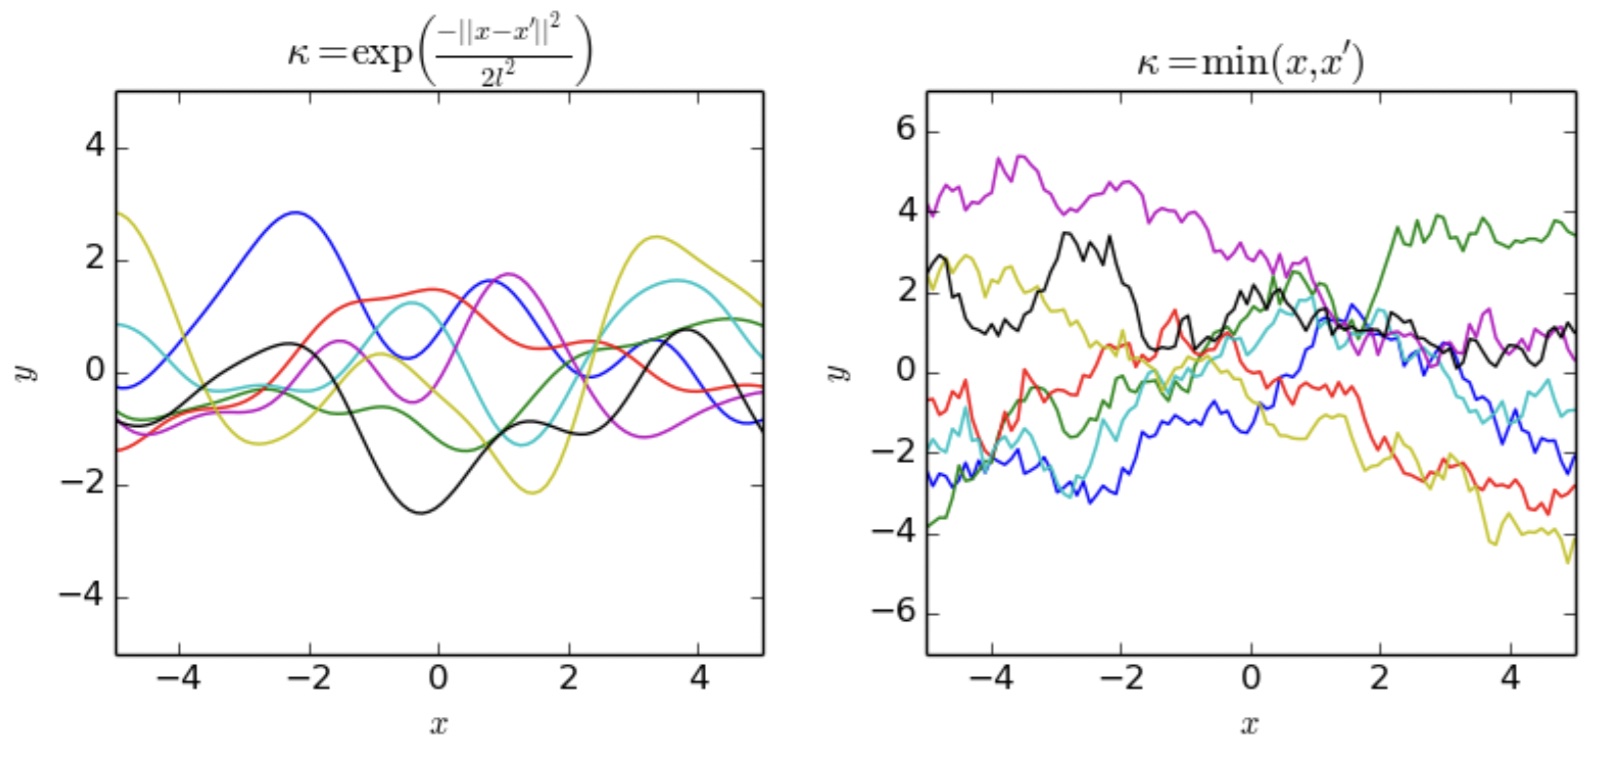 κ = exp(−||x−x′||² / 2l²)
4
2
0
−2
−4
y
−4 −2 0 2 4
x
κ = min(x,x′)
6
4
2
0
−2
−4
−6
y
−4 −2 0 2 4
x